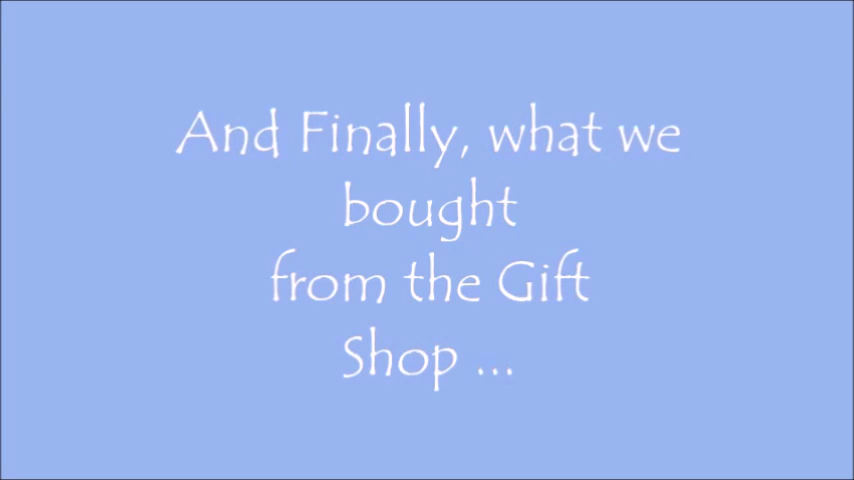 And Finally, what we
bought
from the Gift
Shop ...